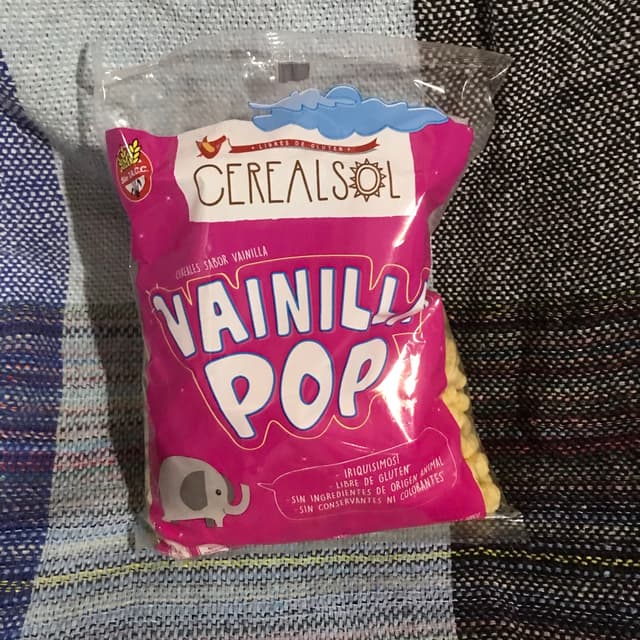 LIBRES DE GLUTEN
CEREALSOL
Sin T.A.C.C.
CEREALES SABOR VAINILLA
VAINILLA
POP
¡RIQUISIMOS!
- LIBRE DE GLUTEN
- SIN INGREDIENTES DE ORIGEN ANIMAL
- SIN CONSERVANTES NI COLORANTES